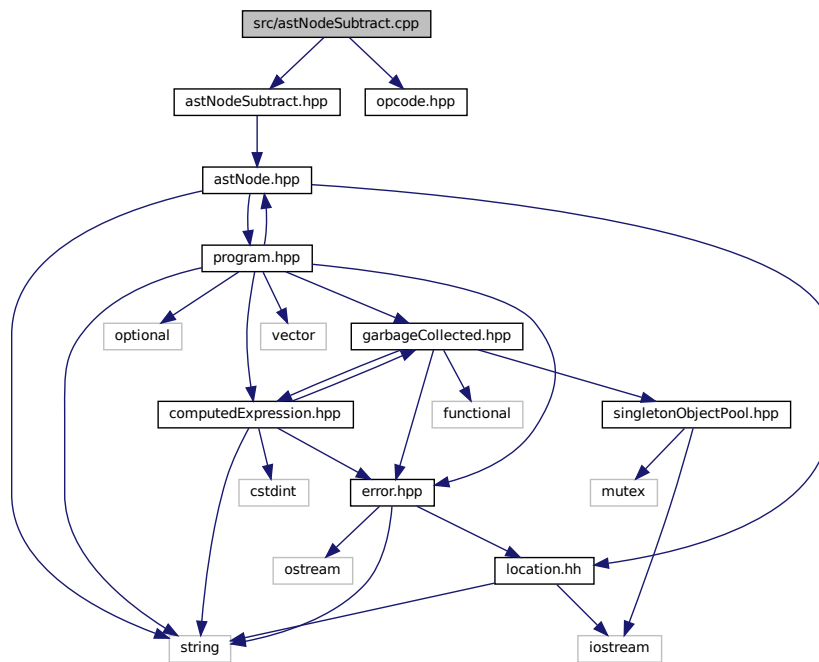 src/astNodeSubtract.cpp
astNodeSubtract.hpp
opcode.hpp
astNode.hpp
program.hpp
optional
vector
garbageCollected.hpp
computedExpression.hpp
functional
singletonObjectPool.hpp
cstdint
error.hpp
mutex
ostream
location.hh
string
iostream